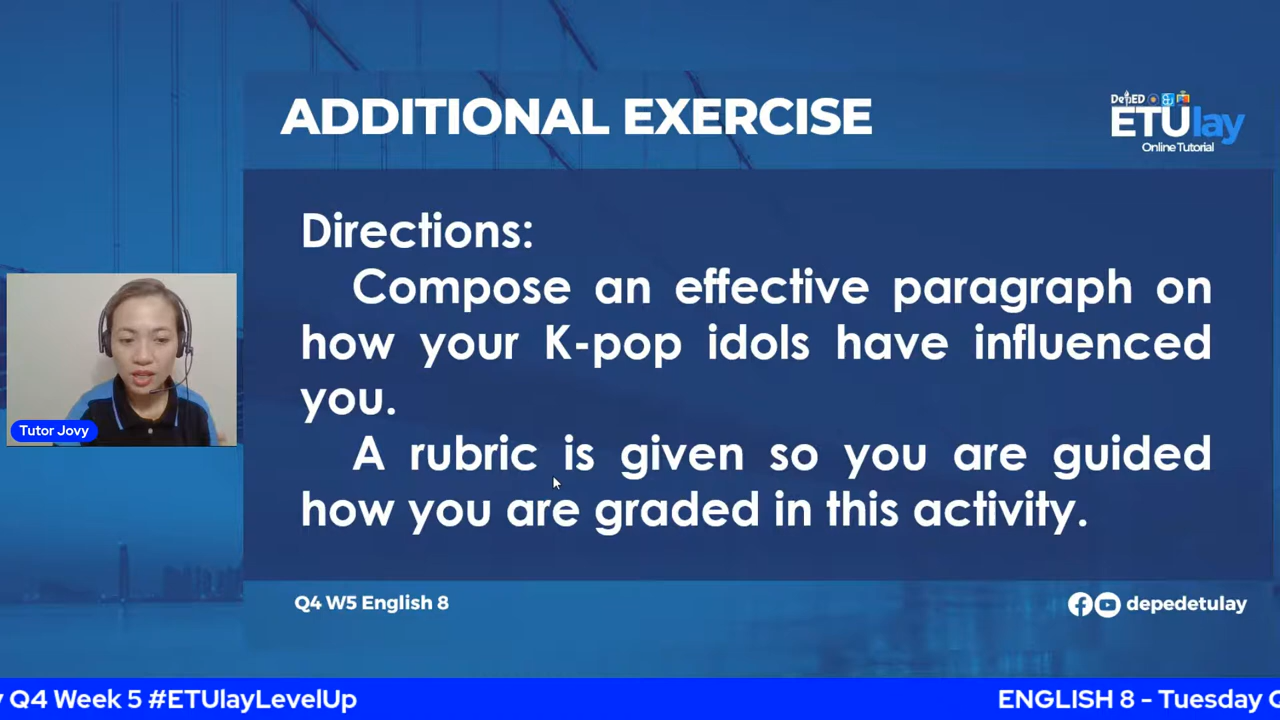 ADDITIONAL EXERCISE
DepED
ETUlay
Online Tutorial
Directions:
Compose an effective paragraph on
how your K-pop idols have influenced
you.
A rubric is given so you are guided
how you are graded in this activity.
Tutor Jovy
Q4 W5 English 8
depedetulay
Q4 Week 5 #ETUlayLevelUp
ENGLISH 8 - Tuesday